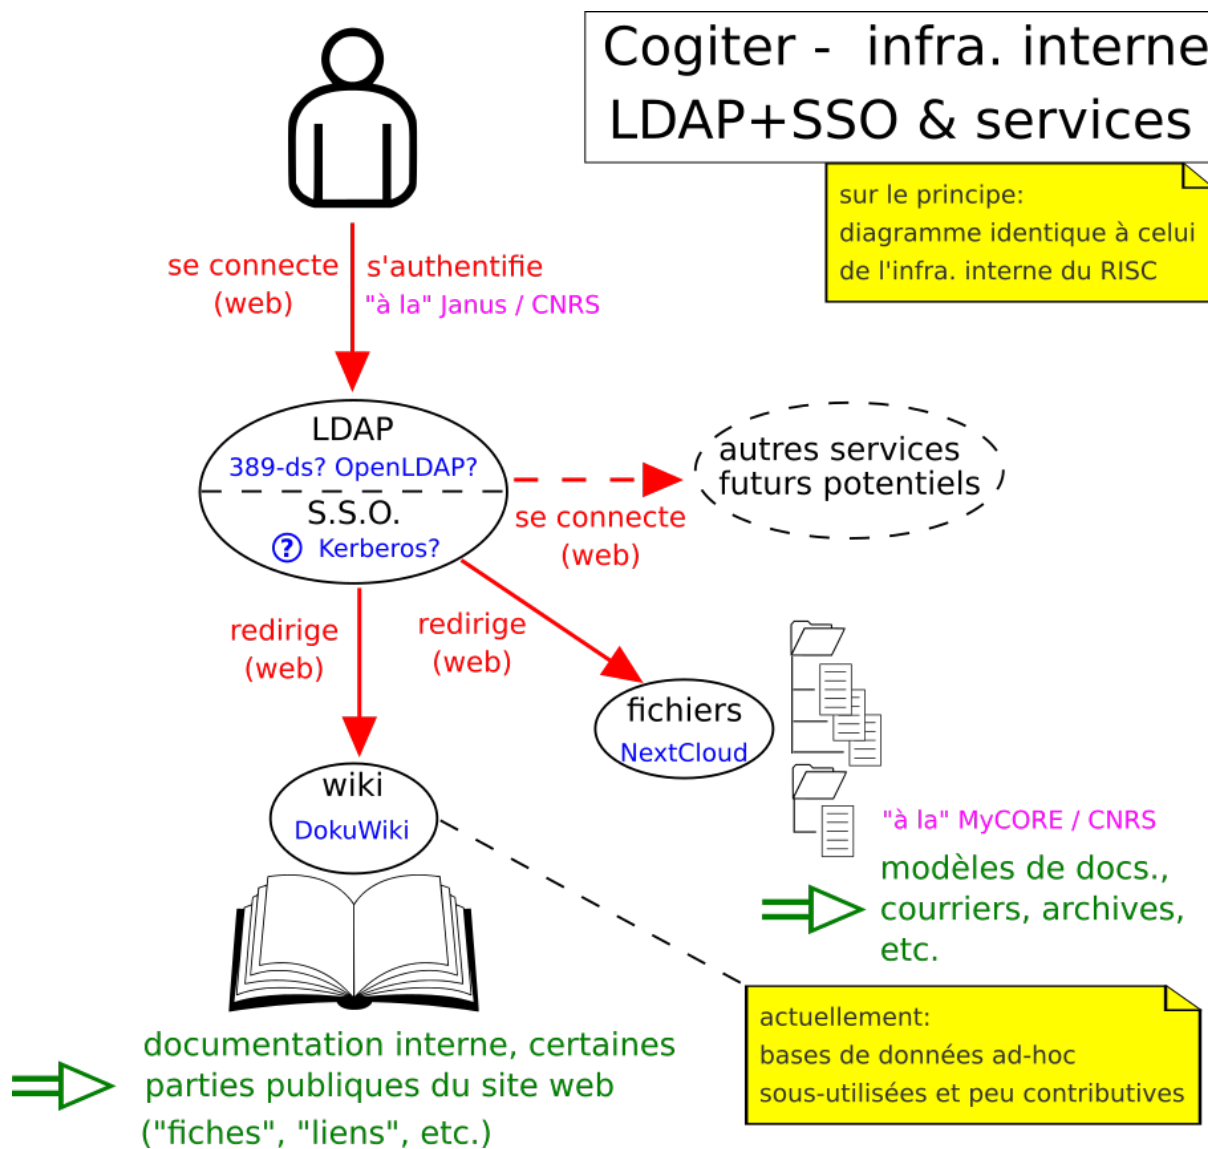 Cogiter - infra. interne
LDAP+SSO & services
sur le principe:
diagramme identique à celui
de l'infra. interne du RISC
se connecte
(web)
s'authentifie
"à la" Janus / CNRS
LDAP
389-ds? OpenLDAP?
S.S.O.
? Kerberos?
autres services
futurs potentiels
se connecte
(web)
redirige
(web)
redirige
(web)
fichiers
NextCloud
wiki
DokuWiki
"à la" MyCORE / CNRS
modèles de docs.,
courriers, archives,
etc.
actuellement:
bases de données ad-hoc
sous-utilisées et peu contributives
documentation interne, certaines
parties publiques du site web
("fiches", "liens", etc.)